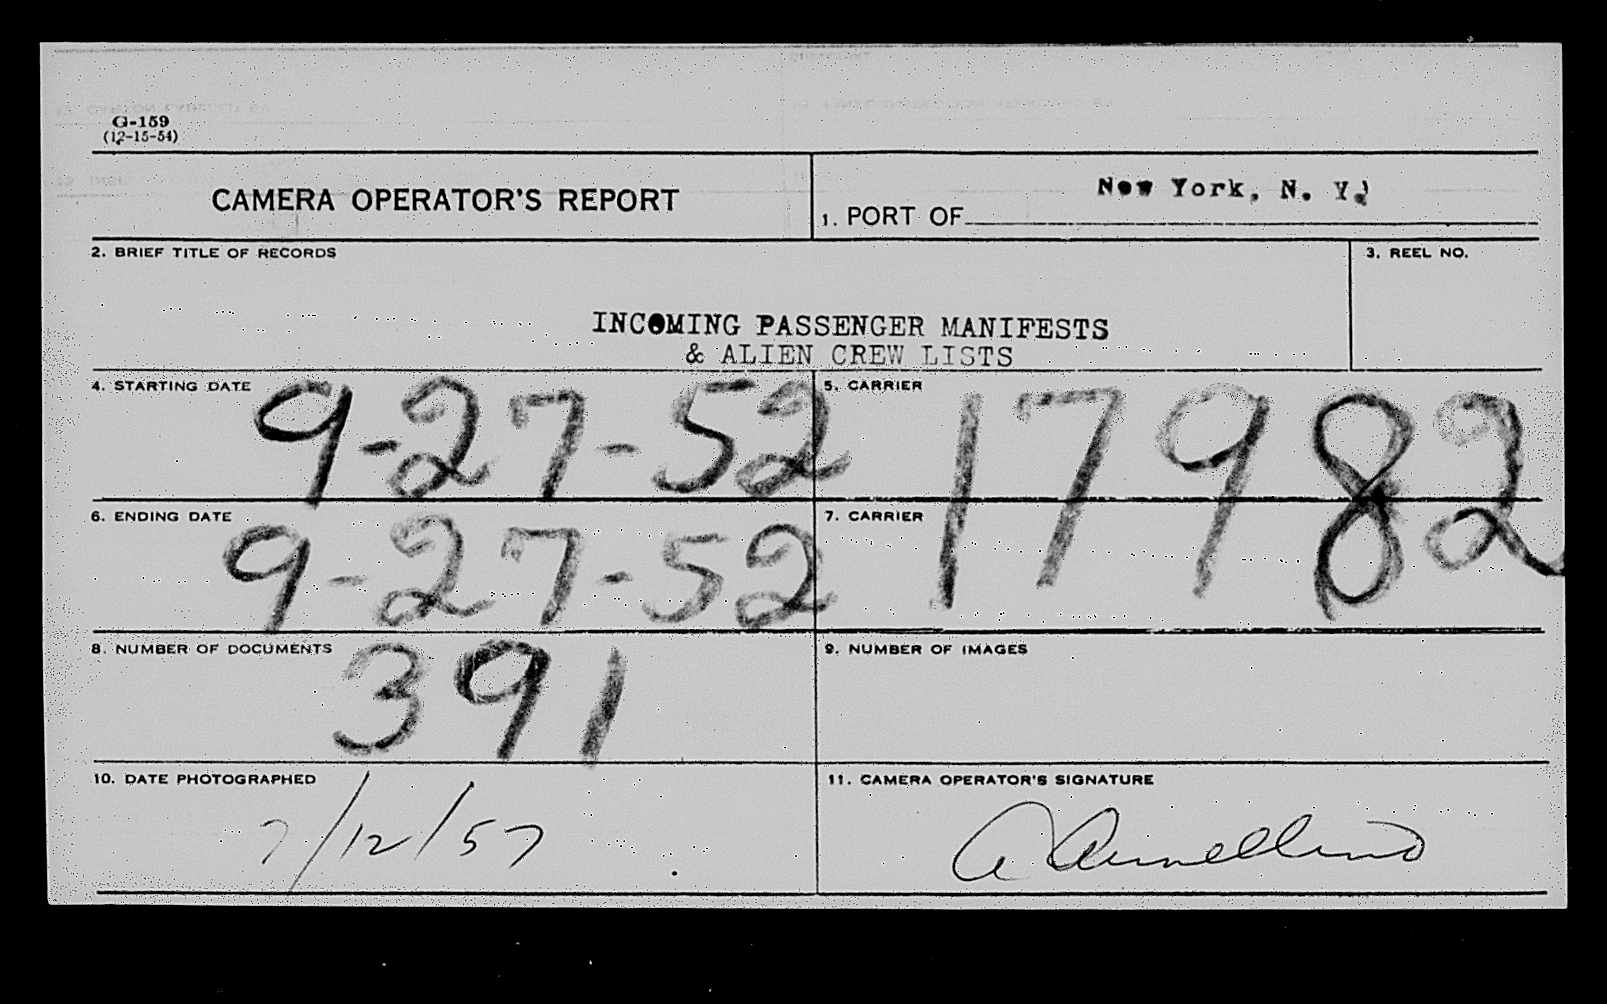 G-159
(12-15-54)
CAMERA OPERATOR'S REPORT
1. PORT OF New York, N. Y.
2. BRIEF TITLE OF RECORDS
3. REEL NO.
INCOMING PASSENGER MANIFESTS
& ALIEN CREW LISTS
4. STARTING DATE 9-27-52
5. CARRIER 17982
6. ENDING DATE 9-27-52
7. CARRIER
8. NUMBER OF DOCUMENTS 391
9. NUMBER OF IMAGES
10. DATE PHOTOGRAPHED 7/12/57
11. CAMERA OPERATOR'S SIGNATURE